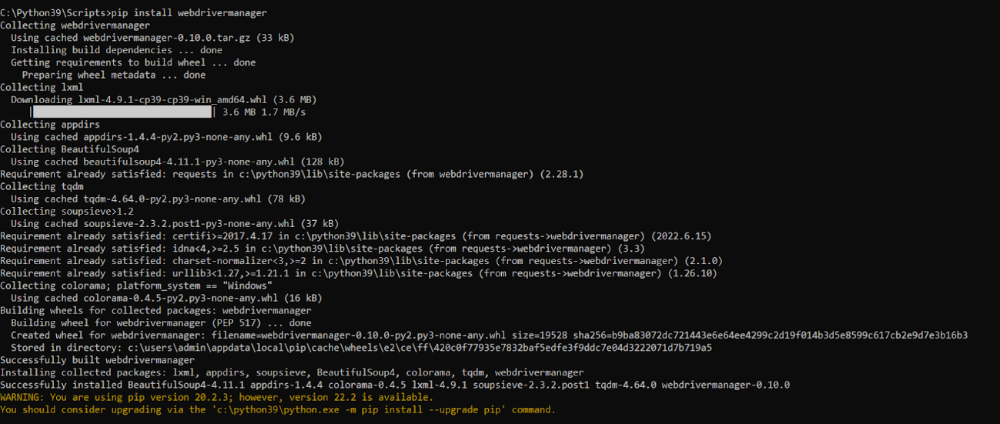 C:\Python39\Scripts>pip install webdrivermanager
Collecting webdrivermanager
  Using cached webdrivermanager-0.10.0.tar.gz (33 kB)
  Installing build dependencies ... done
  Getting requirements to build wheel ... done
    Preparing wheel metadata ... done
Collecting lxml
  Downloading lxml-4.9.1-cp39-cp39-win_amd64.whl (3.6 MB)
     |████████████████████████████████| 3.6 MB 1.7 MB/s
Collecting appdirs
  Using cached appdirs-1.4.4-py2.py3-none-any.whl (9.6 kB)
Collecting BeautifulSoup4
  Using cached beautifulsoup4-4.11.1-py3-none-any.whl (128 kB)
Requirement already satisfied: requests in c:\python39\lib\site-packages (from webdrivermanager) (2.28.1)
Collecting tqdm
  Using cached tqdm-4.64.0-py2.py3-none-any.whl (78 kB)
Collecting soupsieve>1.2
  Using cached soupsieve-2.3.2.post1-py3-none-any.whl (37 kB)
Requirement already satisfied: certifi>=2017.4.17 in c:\python39\lib\site-packages (from requests->webdrivermanager) (2022.6.15)
Requirement already satisfied: idna<4,>=2.5 in c:\python39\lib\site-packages (from requests->webdrivermanager) (3.3)
Requirement already satisfied: charset-normalizer<3,>=2 in c:\python39\lib\site-packages (from requests->webdrivermanager) (2.1.0)
Requirement already satisfied: urllib3<1.27,>=1.21.1 in c:\python39\lib\site-packages (from requests->webdrivermanager) (1.26.10)
Collecting colorama; platform_system == "Windows"
  Using cached colorama-0.4.5-py2.py3-none-any.whl (16 kB)
Building wheels for collected packages: webdrivermanager
  Building wheel for webdrivermanager (PEP 517) ... done
  Created wheel for webdrivermanager: filename=webdrivermanager-0.10.0-py2.py3-none-any.whl size=19528 sha256=b9ba83072dc721443e6e64ee4299c2d19f014b3d5e8599c617cb2e9d7e3b16b3
  Stored in directory: c:\users\admin\appdata\local\pip\cache\wheels\e2\ce\ff\420c0f77935e7832baf5edfe3f9ddc7e04d3222071d7b719a5
Successfully built webdrivermanager
Installing collected packages: lxml, appdirs, soupsieve, BeautifulSoup4, colorama, tqdm, webdrivermanager
Successfully installed BeautifulSoup4-4.11.1 appdirs-1.4.4 colorama-0.4.5 lxml-4.9.1 soupsieve-2.3.2.post1 tqdm-4.64.0 webdrivermanager-0.10.0
WARNING: You are using pip version 20.2.3; however, version 22.2 is available.
You should consider upgrading via the 'c:\python39\python.exe -m pip install --upgrade pip' command.